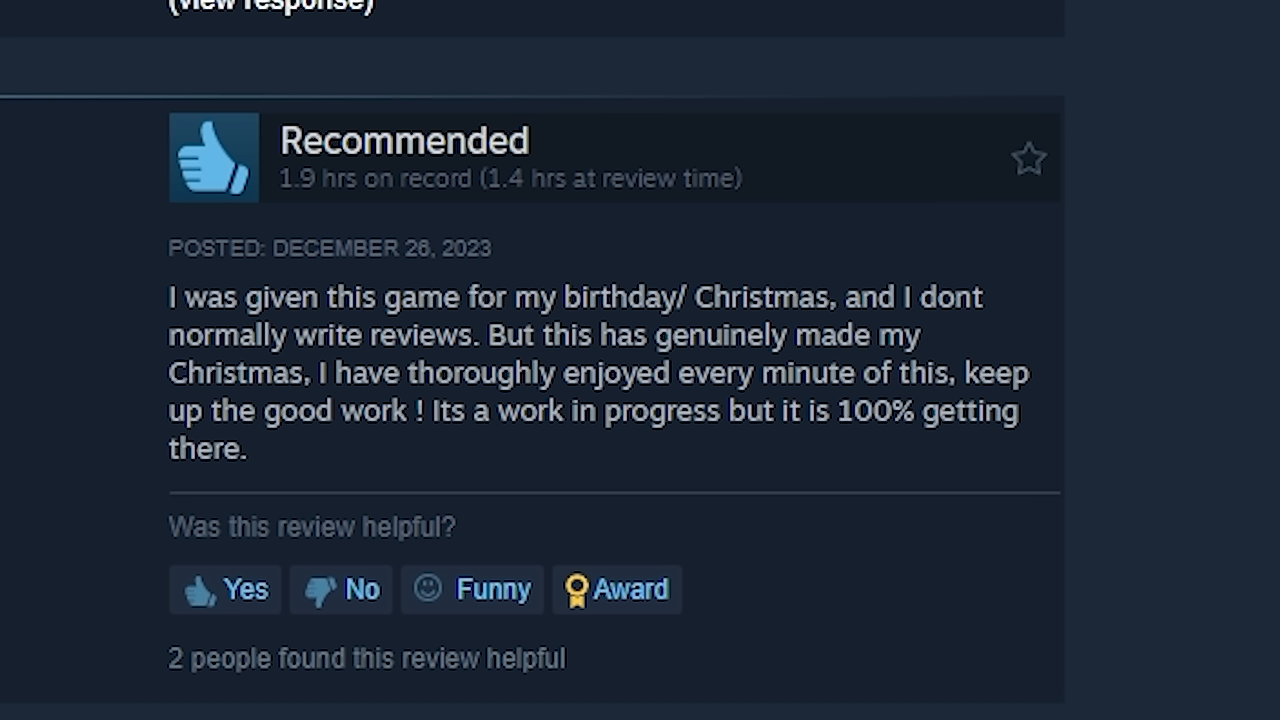 (view response)
Recommended
1.9 hrs on record (1.4 hrs at review time)
POSTED: DECEMBER 26, 2023
I was given this game for my birthday/ Christmas, and I dont
normally write reviews. But this has genuinely made my
Christmas, I have thoroughly enjoyed every minute of this, keep
up the good work ! Its a work in progress but it is 100% getting
there.
Was this review helpful?
Yes No Funny Award
2 people found this review helpful